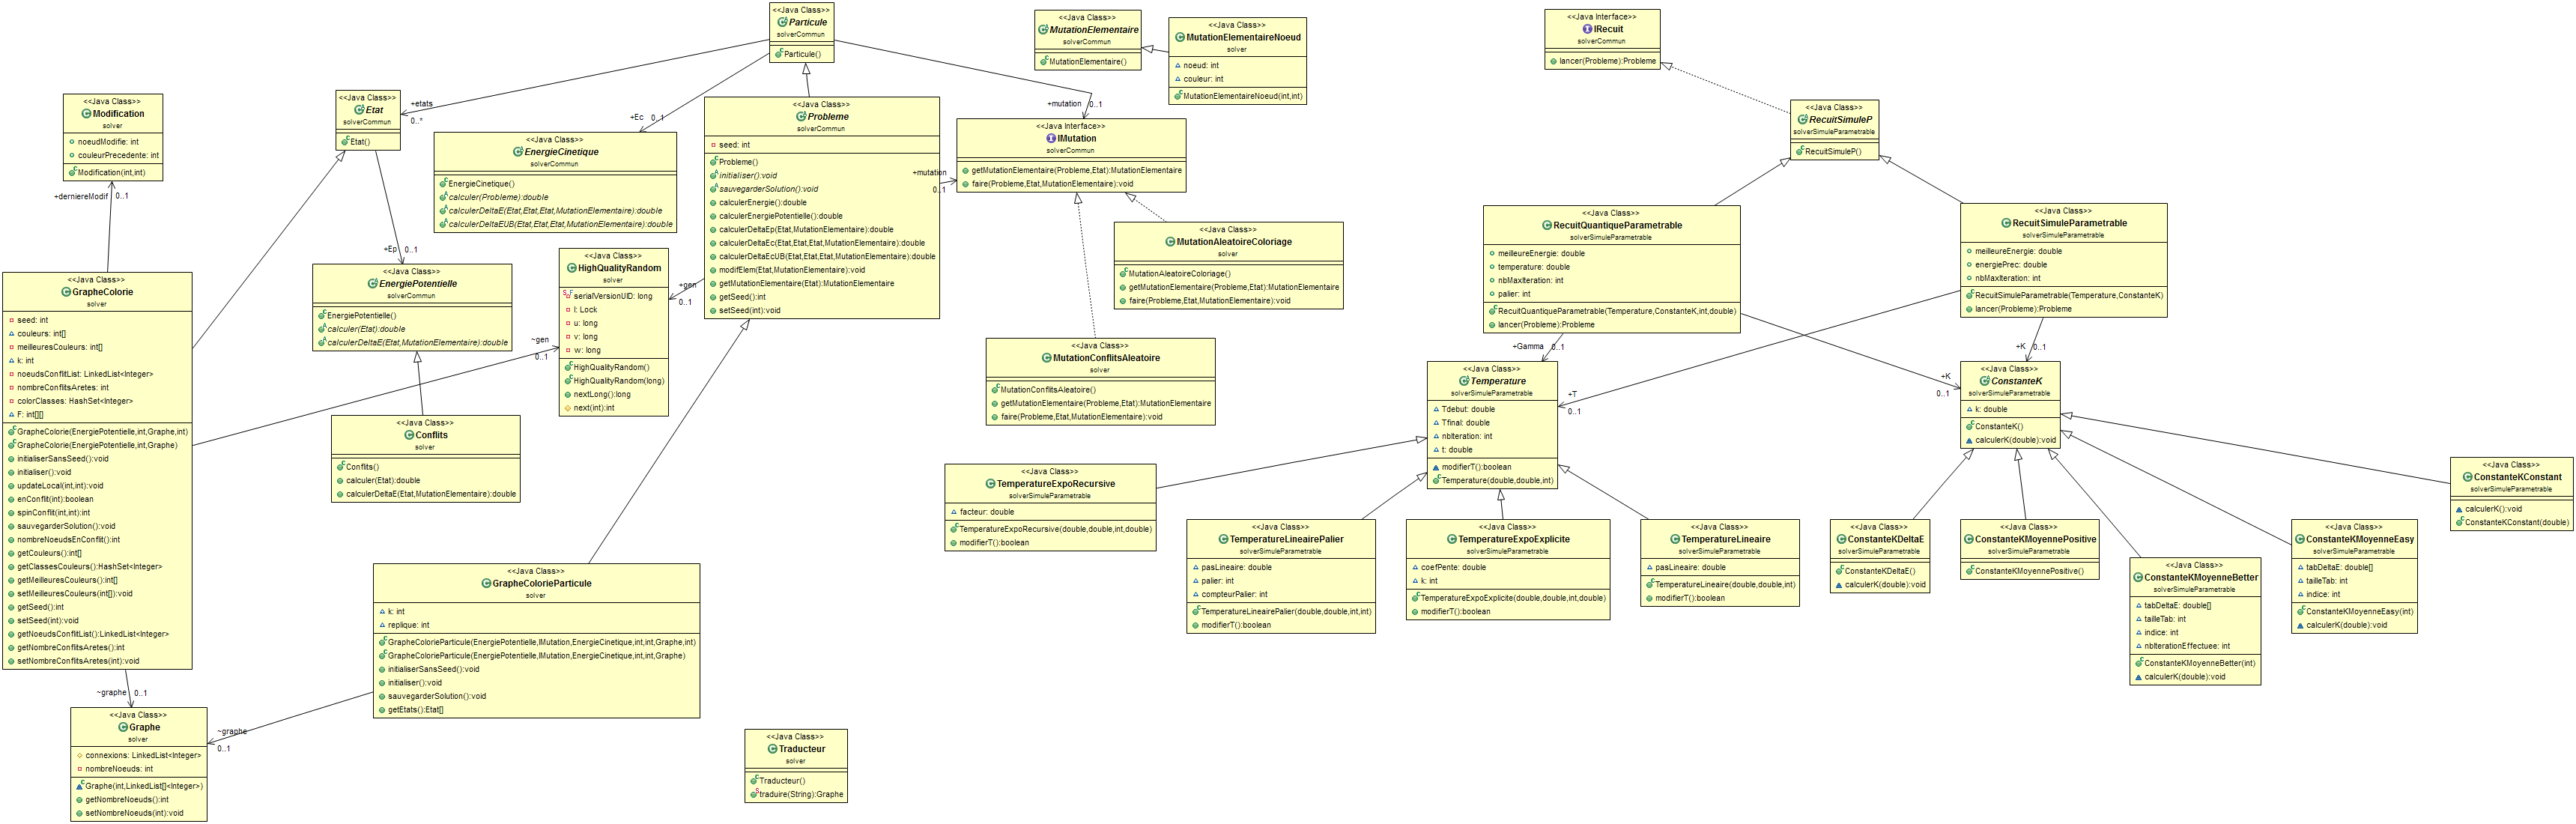 <<Java Class>>
Particule
solverCommun
Particule()
<<Java Class>>
MutationElementaire
solverCommun
MutationElementaire()
<<Java Class>>
MutationElementaireNoeud
solver
noeud: int
couleur: int
MutationElementaireNoeud(int,int)
<<Java Interface>>
IRecuit
solverCommun
lancer(Probleme):Probleme
<<Java Class>>
Modification
solver
noeudModifie: int
couleurPrecedente: int
Modification(int,int)
+derniereModif
0..1
<<Java Class>>
Etat
solverCommun
Etat()
+etats
0..*
+Ec
0..1
+mutation
0..1
<<Java Class>>
EnergieCinetique
solverCommun
EnergieCinetique()
calculer(Probleme):double
calculerDeltaE(Etat,Etat,Etat,MutationElementaire):double
calculerDeltaEUB(Etat,Etat,Etat,MutationElementaire):double
<<Java Class>>
Probleme
solverCommun
seed: int
Probleme()
initialiser():void
sauvegarderSolution():void
calculerEnergie():double
calculerEnergiePotentielle():double
calculerDeltaEp(Etat,MutationElementaire):double
calculerDeltaEc(Etat,Etat,Etat,MutationElementaire):double
calculerDeltaEcUB(Etat,Etat,Etat,MutationElementaire):double
modifElem(Etat,MutationElementaire):void
getMutationElementaire(Etat):MutationElementaire
getSeed():int
setSeed(int):void
+mutation
0..1
<<Java Interface>>
IMutation
solverCommun
getMutationElementaire(Probleme,Etat):MutationElementaire
faire(Probleme,Etat,MutationElementaire):void
<<Java Class>>
RecuitSimuleP
solverSimuleParametrable
RecuitSimuleP()
<<Java Class>>
RecuitQuantiqueParametrable
solverSimuleParametrable
meilleureEnergie: double
temperature: double
nbMaxIteration: int
palier: int
RecuitQuantiqueParametrable(Temperature,ConstanteK,int,double)
lancer(Probleme):Probleme
<<Java Class>>
RecuitSimuleParametrable
solverSimuleParametrable
meilleureEnergie: double
energiePrec: double
nbMaxIteration: int
RecuitSimuleParametrable(Temperature,ConstanteK)
lancer(Probleme):Probleme
<<Java Class>>
MutationAleatoireColoriage
solver
MutationAleatoireColoriage()
getMutationElementaire(Probleme,Etat):MutationElementaire
faire(Probleme,Etat,MutationElementaire):void
+Ep
0..1
<<Java Class>>
EnergiePotentielle
solverCommun
EnergiePotentielle()
calculer(Etat):double
calculerDeltaE(Etat,MutationElementaire):double
<<Java Class>>
HighQualityRandom
solver
serialVersionUID: long
l: Lock
u: long
v: long
w: long
HighQualityRandom()
HighQualityRandom(long)
nextLong():long
next(int):int
+gen
0..1
~gen
0..1
<<Java Class>>
GrapheColorie
solver
seed: int
couleurs: int[]
meilleuresCouleurs: int[]
k: int
noeudsConflitList: LinkedList<Integer>
nombreConflitsAretes: int
colorClasses: HashSet<Integer>
F: int[][]
GrapheColorie(EnergiePotentielle,int,Graphe,int)
GrapheColorie(EnergiePotentielle,int,Graphe)
initialiserSansSeed():void
initialiser():void
updateLocal(int,int):void
enConflit(int):boolean
spinConflit(int,int):int
sauvegarderSolution():void
nombreNoeudsEnConflit():int
getCouleurs():int[]
getClassesCouleurs():HashSet<Integer>
getMeilleuresCouleurs():int[]
setMeilleuresCouleurs(int[]):void
getSeed():int
setSeed(int):void
getNoeudsConflitList():LinkedList<Integer>
getNombreConflitsAretes():int
setNombreConflitsAretes(int):void
<<Java Class>>
Conflits
solver
Conflits()
calculer(Etat):double
calculerDeltaE(Etat,MutationElementaire):double
<<Java Class>>
MutationConflitsAleatoire
solver
MutationConflitsAleatoire()
getMutationElementaire(Probleme,Etat):MutationElementaire
faire(Probleme,Etat,MutationElementaire):void
+Gamma
0..1
+T
0..1
+K
0..1
+K
0..1
<<Java Class>>
Temperature
solverSimuleParametrable
Tdebut: double
Tfinal: double
nbIteration: int
t: double
modifierT():boolean
Temperature(double,double,int)
<<Java Class>>
ConstanteK
solverSimuleParametrable
k: double
ConstanteK()
calculerK(double):void
<<Java Class>>
TemperatureExpoRecursive
solverSimuleParametrable
facteur: double
TemperatureExpoRecursive(double,double,int,double)
modifierT():boolean
<<Java Class>>
TemperatureLineairePalier
solverSimuleParametrable
pasLineaire: double
palier: int
compteurPalier: int
TemperatureLineairePalier(double,double,int,int)
modifierT():boolean
<<Java Class>>
TemperatureExpoExplicite
solverSimuleParametrable
coefPente: double
k: int
TemperatureExpoExplicite(double,double,int,double)
modifierT():boolean
<<Java Class>>
TemperatureLineaire
solverSimuleParametrable
pasLineaire: double
TemperatureLineaire(double,double,int)
modifierT():boolean
<<Java Class>>
ConstanteKDeltaE
solverSimuleParametrable
ConstanteKDeltaE()
calculerK(double):void
<<Java Class>>
ConstanteKMoyennePositive
solverSimuleParametrable
ConstanteKMoyennePositive()
<<Java Class>>
ConstanteKMoyenneBetter
solverSimuleParametrable
tabDeltaE: double[]
tailleTab: int
indice: int
nbIterationEffectuee: int
ConstanteKMoyenneBetter(int)
calculerK(double):void
<<Java Class>>
ConstanteKMoyenneEasy
solverSimuleParametrable
tabDeltaE: double[]
tailleTab: int
indice: int
ConstanteKMoyenneEasy(int)
calculerK(double):void
<<Java Class>>
ConstanteKConstant
solverSimuleParametrable
calculerK():void
ConstanteKConstant(double)
<<Java Class>>
GrapheColorieParticule
solver
k: int
replique: int
GrapheColorieParticule(EnergiePotentielle,IMutation,EnergieCinetique,int,int,Graphe,int)
GrapheColorieParticule(EnergiePotentielle,IMutation,EnergieCinetique,int,int,Graphe)
initialiserSansSeed():void
initialiser():void
sauvegarderSolution():void
getEtats():Etat[]
~graphe
0..1
~graphe
0..1
<<Java Class>>
Graphe
solver
connexions: LinkedList<Integer>
nombreNoeuds: int
Graphe(int,LinkedList[]<Integer>)
getNombreNoeuds():int
setNombreNoeuds(int):void
<<Java Class>>
Traducteur
solver
Traducteur()
traduire(String):Graphe